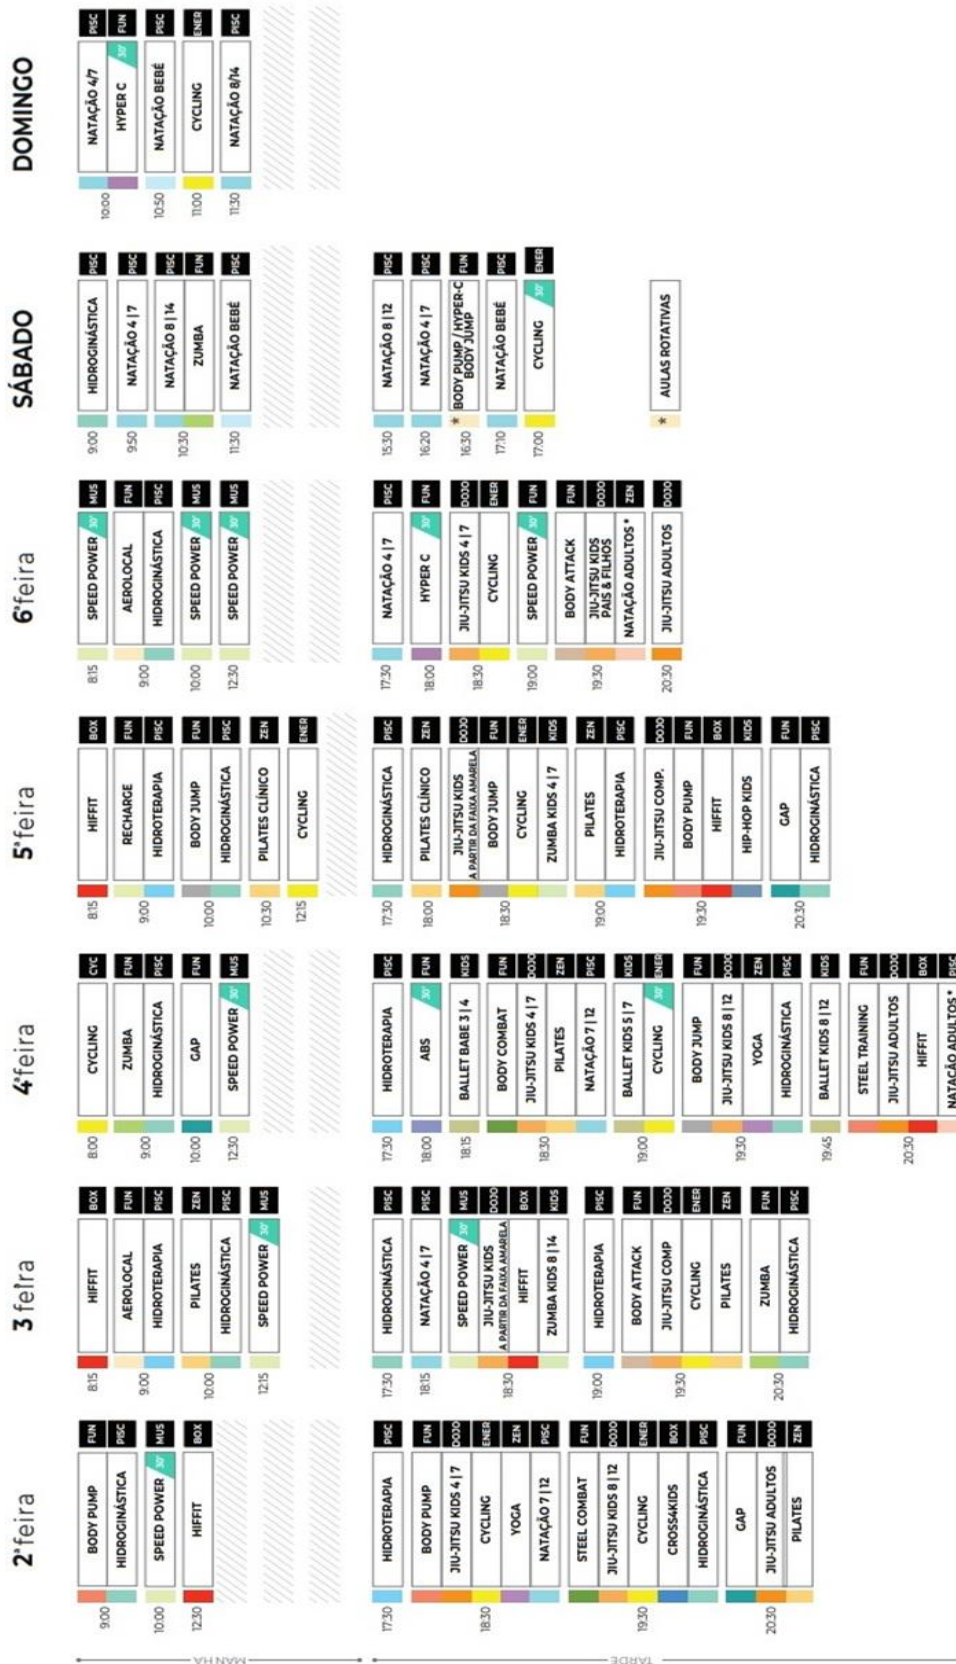 MANHÃ
TARDE
2ªfeira
9:00
BODY PUMP FUN
HIDROGINÁSTICA PISC
10:00 SPEED POWER 30' MUS
12:30 HIFFIT BOX
17:30 HIDROTERAPIA PISC
18:30
BODY PUMP FUN
JIU-JITSU KIDS 4 | 7 DOJO
CYCLING ENER
YOGA ZEN
NATAÇÃO 7 | 12 PISC
19:30
STEEL COMBAT FUN
JIU-JITSU KIDS 8 | 12 DOJO
CYCLING ENER
CROSS4KIDS BOX
HIDROGINÁSTICA PISC
20:30
GAP FUN
JIU-JITSU ADULTOS DOJO
PILATES ZEN
3 feira
8:15 HIFFIT BOX
9:00
AEROLOCAL FUN
HIDROTERAPIA PISC
10:00
PILATES ZEN
HIDROGINÁSTICA PISC
12:15 SPEED POWER 30' MUS
17:30 HIDROGINÁSTICA PISC
18:15 NATAÇÃO 4 | 7 PISC
18:30
SPEED POWER 30' MUS
JIU-JITSU KIDS DOJO
A PARTIR DA FAIXA AMARELA
HIFFIT BOX
ZUMBA KIDS 8 | 14 KIDS
19:00 HIDROTERAPIA PISC
19:30
BODY ATTACK FUN
JIU-JITSU COMP DOJO
CYCLING ENER
PILATES ZEN
20:30
ZUMBA FUN
HIDROGINÁSTICA PISC
4ªfeira
8:00 CYCLING CYC
9:00
ZUMBA FUN
HIDROGINÁSTICA PISC
10:00 GAP FUN
12:30 SPEED POWER 30' MUS
17:30 HIDROTERAPIA PISC
18:00 ABS 30' FUN
18:15 BALLET BABE 3 | 4 KIDS
18:30
BODY COMBAT FUN
JIU-JITSU KIDS 4 | 7 DOJO
PILATES ZEN
NATAÇÃO 7 | 12 PISC
19:00
BALLET KIDS 5 | 7 KIDS
CYCLING 30' ENER
19:30
BODY JUMP FUN
JIU-JITSU KIDS 8 | 12 DOJO
YOGA ZEN
HIDROGINÁSTICA PISC
19:45 BALLET KIDS 8 | 12 KIDS
20:30
STEEL TRAINING FUN
JIU-JITSU ADULTOS DOJO
HIFFIT BOX
NATAÇÃO ADULTOS * PISC
5ªfeira
8:15 HIFFIT BOX
9:00
RECHARGE FUN
HIDROTERAPIA PISC
10:00
BODY JUMP FUN
HIDROGINÁSTICA PISC
10:30 PILATES CLÍNICO ZEN
12:15 CYCLING ENER
17:30 HIDROGINÁSTICA PISC
18:00 PILATES CLÍNICO ZEN
18:30
JIU-JITSU KIDS DOJO
A PARTIR DA FAIXA AMARELA
BODY JUMP FUN
CYCLING ENER
ZUMBA KIDS 4 | 7 KIDS
19:00
PILATES ZEN
HIDROTERAPIA PISC
19:30
JIU-JITSU COMP. DOJO
BODY PUMP FUN
HIFFIT BOX
HIP-HOP KIDS KIDS
20:30
GAP FUN
HIDROGINÁSTICA PISC
6ªfeira
8:15 SPEED POWER 30' MUS
9:00
AEROLOCAL FUN
HIDROGINÁSTICA PISC
10:00 SPEED POWER 30' MUS
12:30 SPEED POWER 30' MUS
17:30 NATAÇÃO 4 | 7 PISC
18:00 HYPER C 30' FUN
18:30
JIU-JITSU KIDS 4 | 7 DOJO
CYCLING ENER
19:00 SPEED POWER 30' FUN
19:30
BODY ATTACK FUN
JIU-JITSU KIDS DOJO
PAIS & FILHOS
NATAÇÃO ADULTOS * ZEN
20:30 JIU-JITSU ADULTOS DOJO
SÁBADO
9:00 HIDROGINÁSTICA PISC
9:50 NATAÇÃO 4 | 7 PISC
10:30
NATAÇÃO 8 | 14 PISC
ZUMBA FUN
11:30 NATAÇÃO BEBÉ PISC
15:30 NATAÇÃO 8 | 12 PISC
16:20 NATAÇÃO 4 | 7 PISC
16:30 * BODY PUMP / HYPER-C FUN
BODY JUMP
17:10 NATAÇÃO BEBÉ PISC
17:00 CYCLING 30' ENER
* AULAS ROTATIVAS
DOMINGO
10:00
NATAÇÃO 4/7 PISC
HYPER C 30' FUN
10:50 NATAÇÃO BEBÉ PISC
11:00 CYCLING ENER
11:30 NATAÇÃO 8/14 PISC